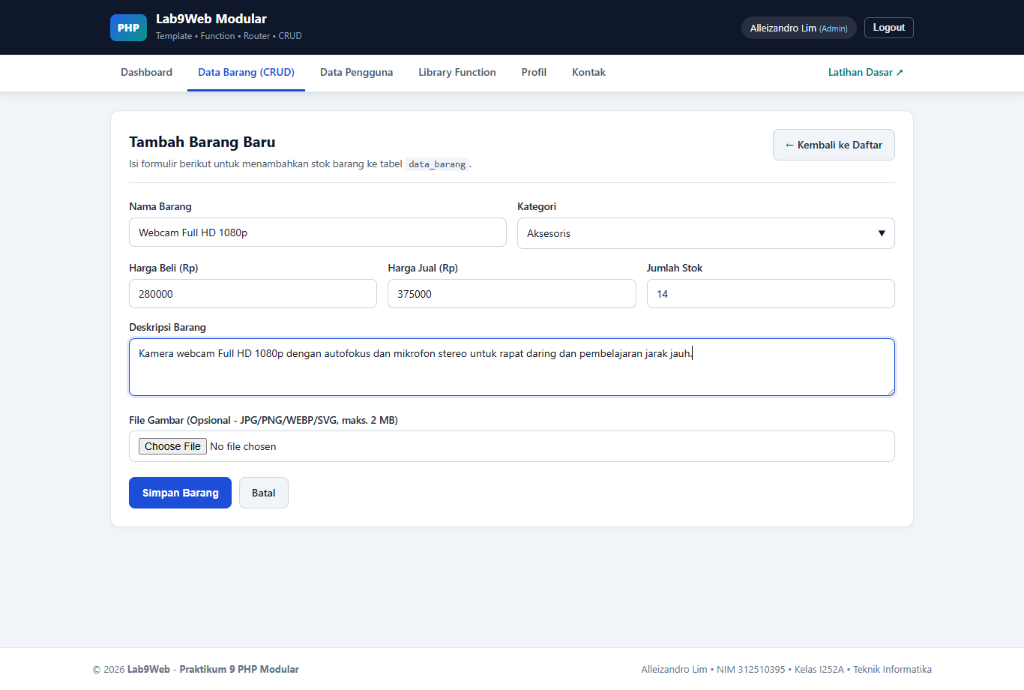 PHP
Lab9Web Modular
Template • Function • Router • CRUD
Alleizandro Lim (Admin)
Logout
Dashboard
Data Barang (CRUD)
Data Pengguna
Library Function
Profil
Kontak
Latihan Dasar ↗
Tambah Barang Baru
Isi formulir berikut untuk menambahkan stok barang ke tabel data_barang.
← Kembali ke Daftar
Nama Barang
Kategori
Webcam Full HD 1080p
Aksesoris
Harga Beli (Rp)
Harga Jual (Rp)
Jumlah Stok
280000
375000
14
Deskripsi Barang
Kamera webcam Full HD 1080p dengan autofokus dan mikrofon stereo untuk rapat daring dan pembelajaran jarak jauh.
File Gambar (Opsional - JPG/PNG/WEBP/SVG, maks. 2 MB)
Choose File No file chosen
Simpan Barang
Batal
© 2026 Lab9Web - Praktikum 9 PHP Modular
Alleizandro Lim • NIM 312510395 • Kelas I252A • Teknik Informatika